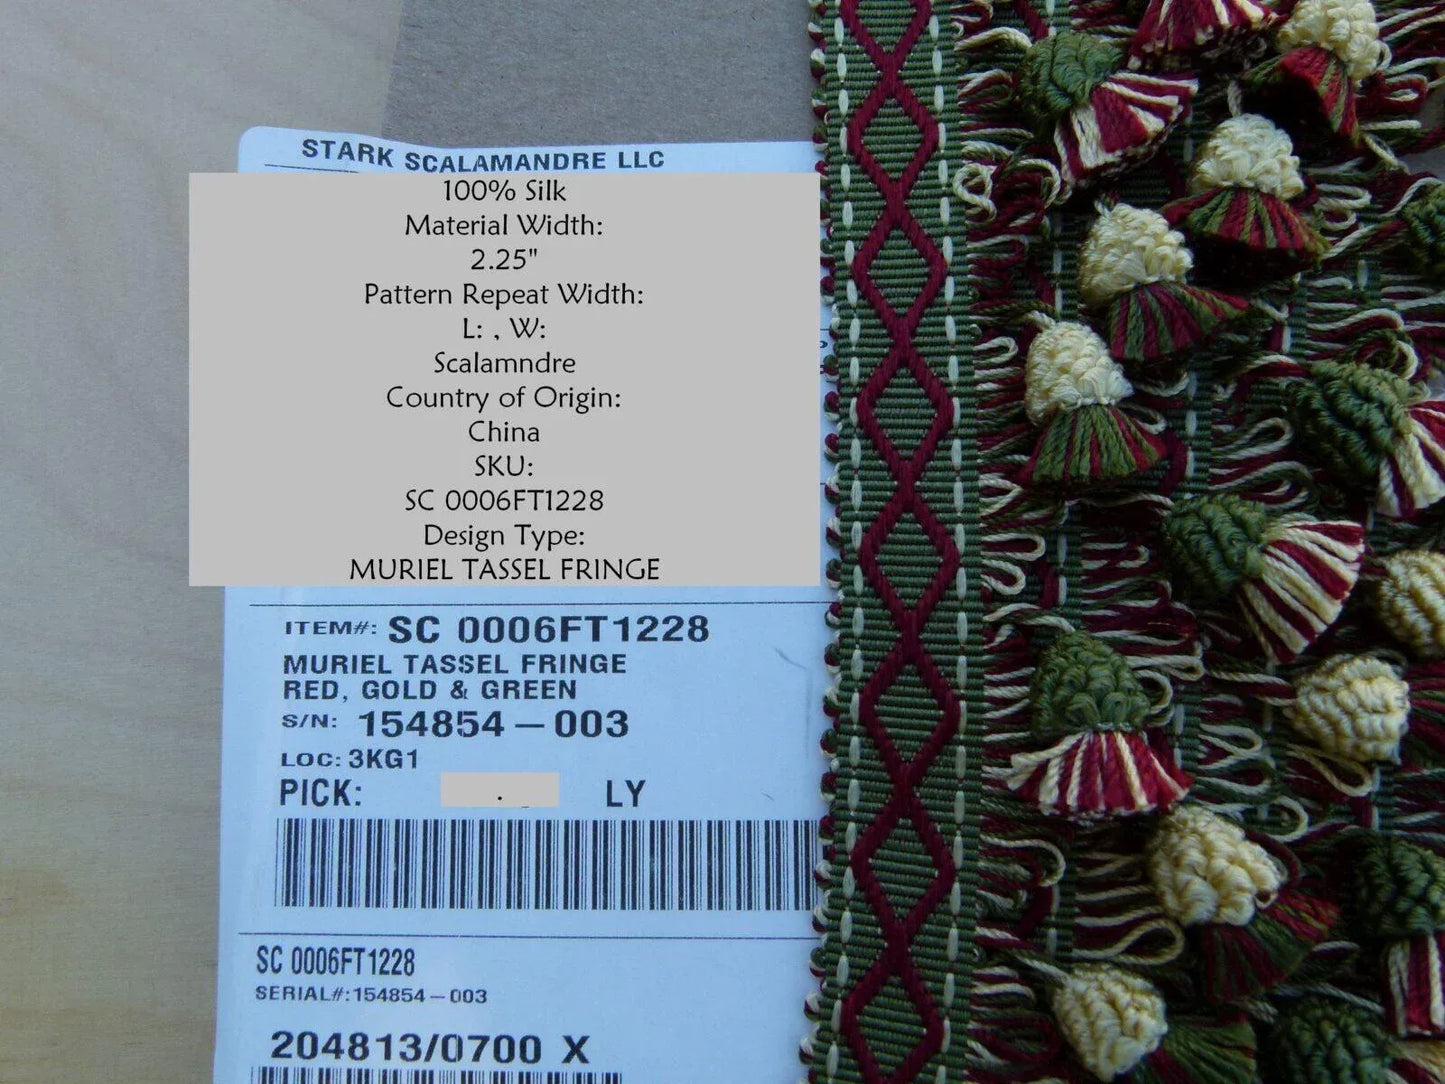 STARK SCALAMANDRE LLC
100% Silk
Material Width:
2.25"
Pattern Repeat Width:
L: , W:
Scalamndre
Country of Origin:
China
SKU:
SC 0006FT1228
Design Type:
MURIEL TASSEL FRINGE
ITEM#: SC 0006FT1228
MURIEL TASSEL FRINGE
RED, GOLD & GREEN
S/N: 154854-003
LOC: 3KG1
PICK: . LY
SC 0006FT1228
SERIAL#:154854-003
204813/0700 X